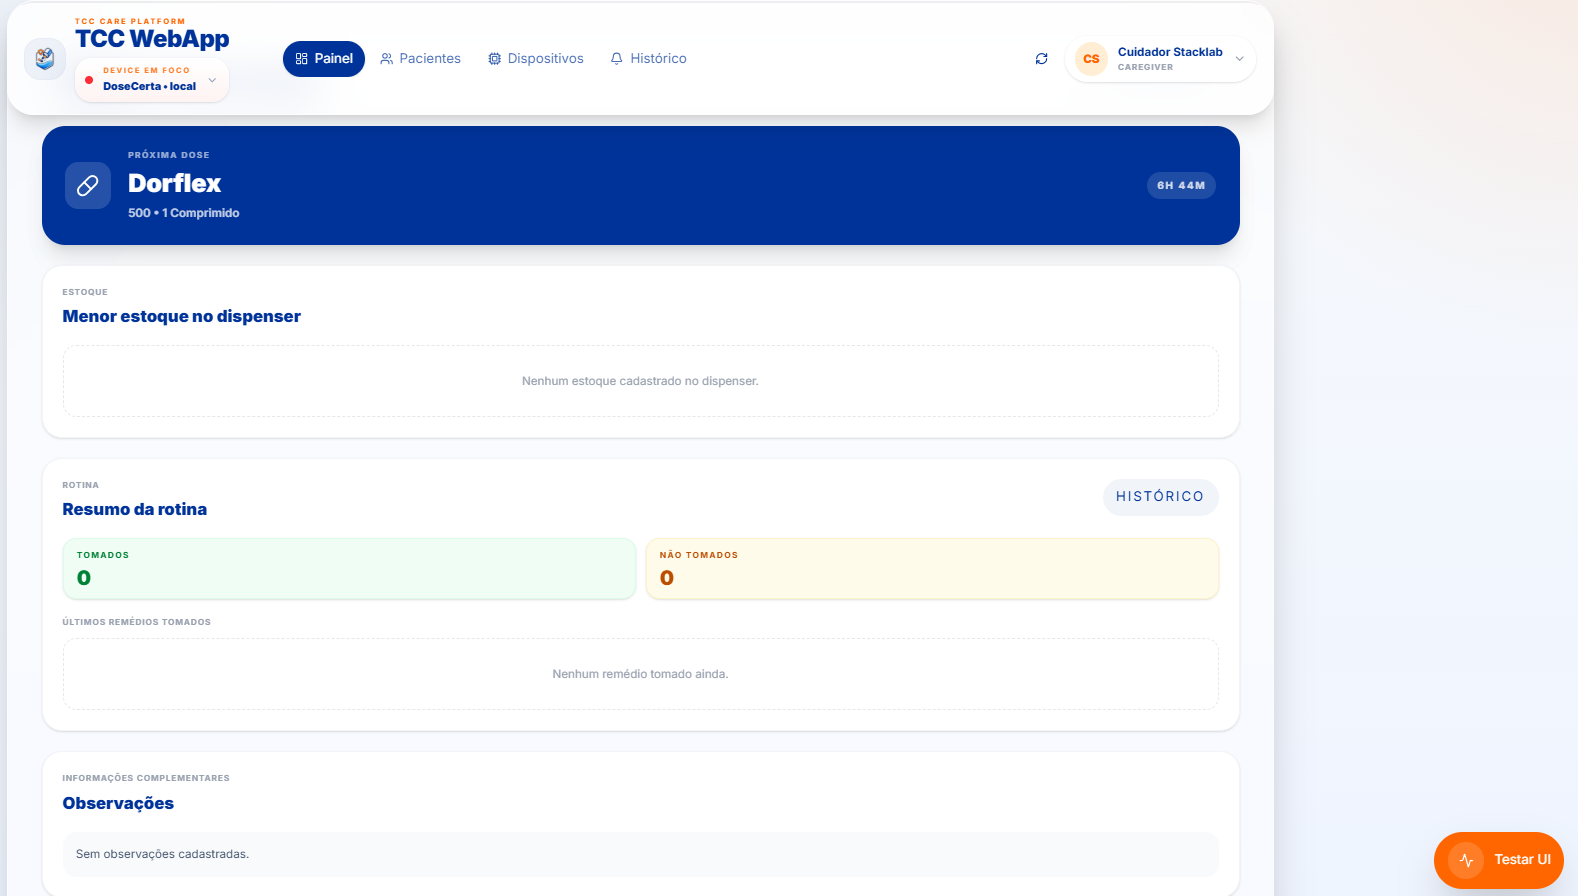 TCC CARE PLATFORM
TCC WebApp
DEVICE EM FOCO
DoseCerta • local
Painel
Pacientes
Dispositivos
Histórico
CS
Cuidador Stacklab
CAREGIVER
PRÓXIMA DOSE
Dorflex
500 • 1 Comprimido
6H 44M
ESTOQUE
Menor estoque no dispenser
Nenhum estoque cadastrado no dispenser.
ROTINA
Resumo da rotina
HISTÓRICO
TOMADOS
0
NÃO TOMADOS
0
ÚLTIMOS REMÉDIOS TOMADOS
Nenhum remédio tomado ainda.
INFORMAÇÕES COMPLEMENTARES
Observações
Sem observações cadastradas.
Testar UI